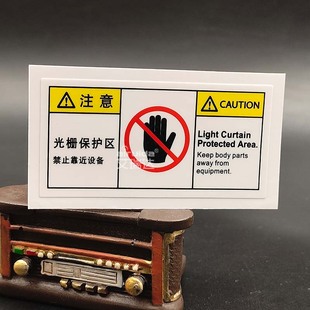 注意
光栅保护区
禁止靠近设备
CAUTION
Light Curtain
Protected Area.
Keep body parts
away from
equipment.